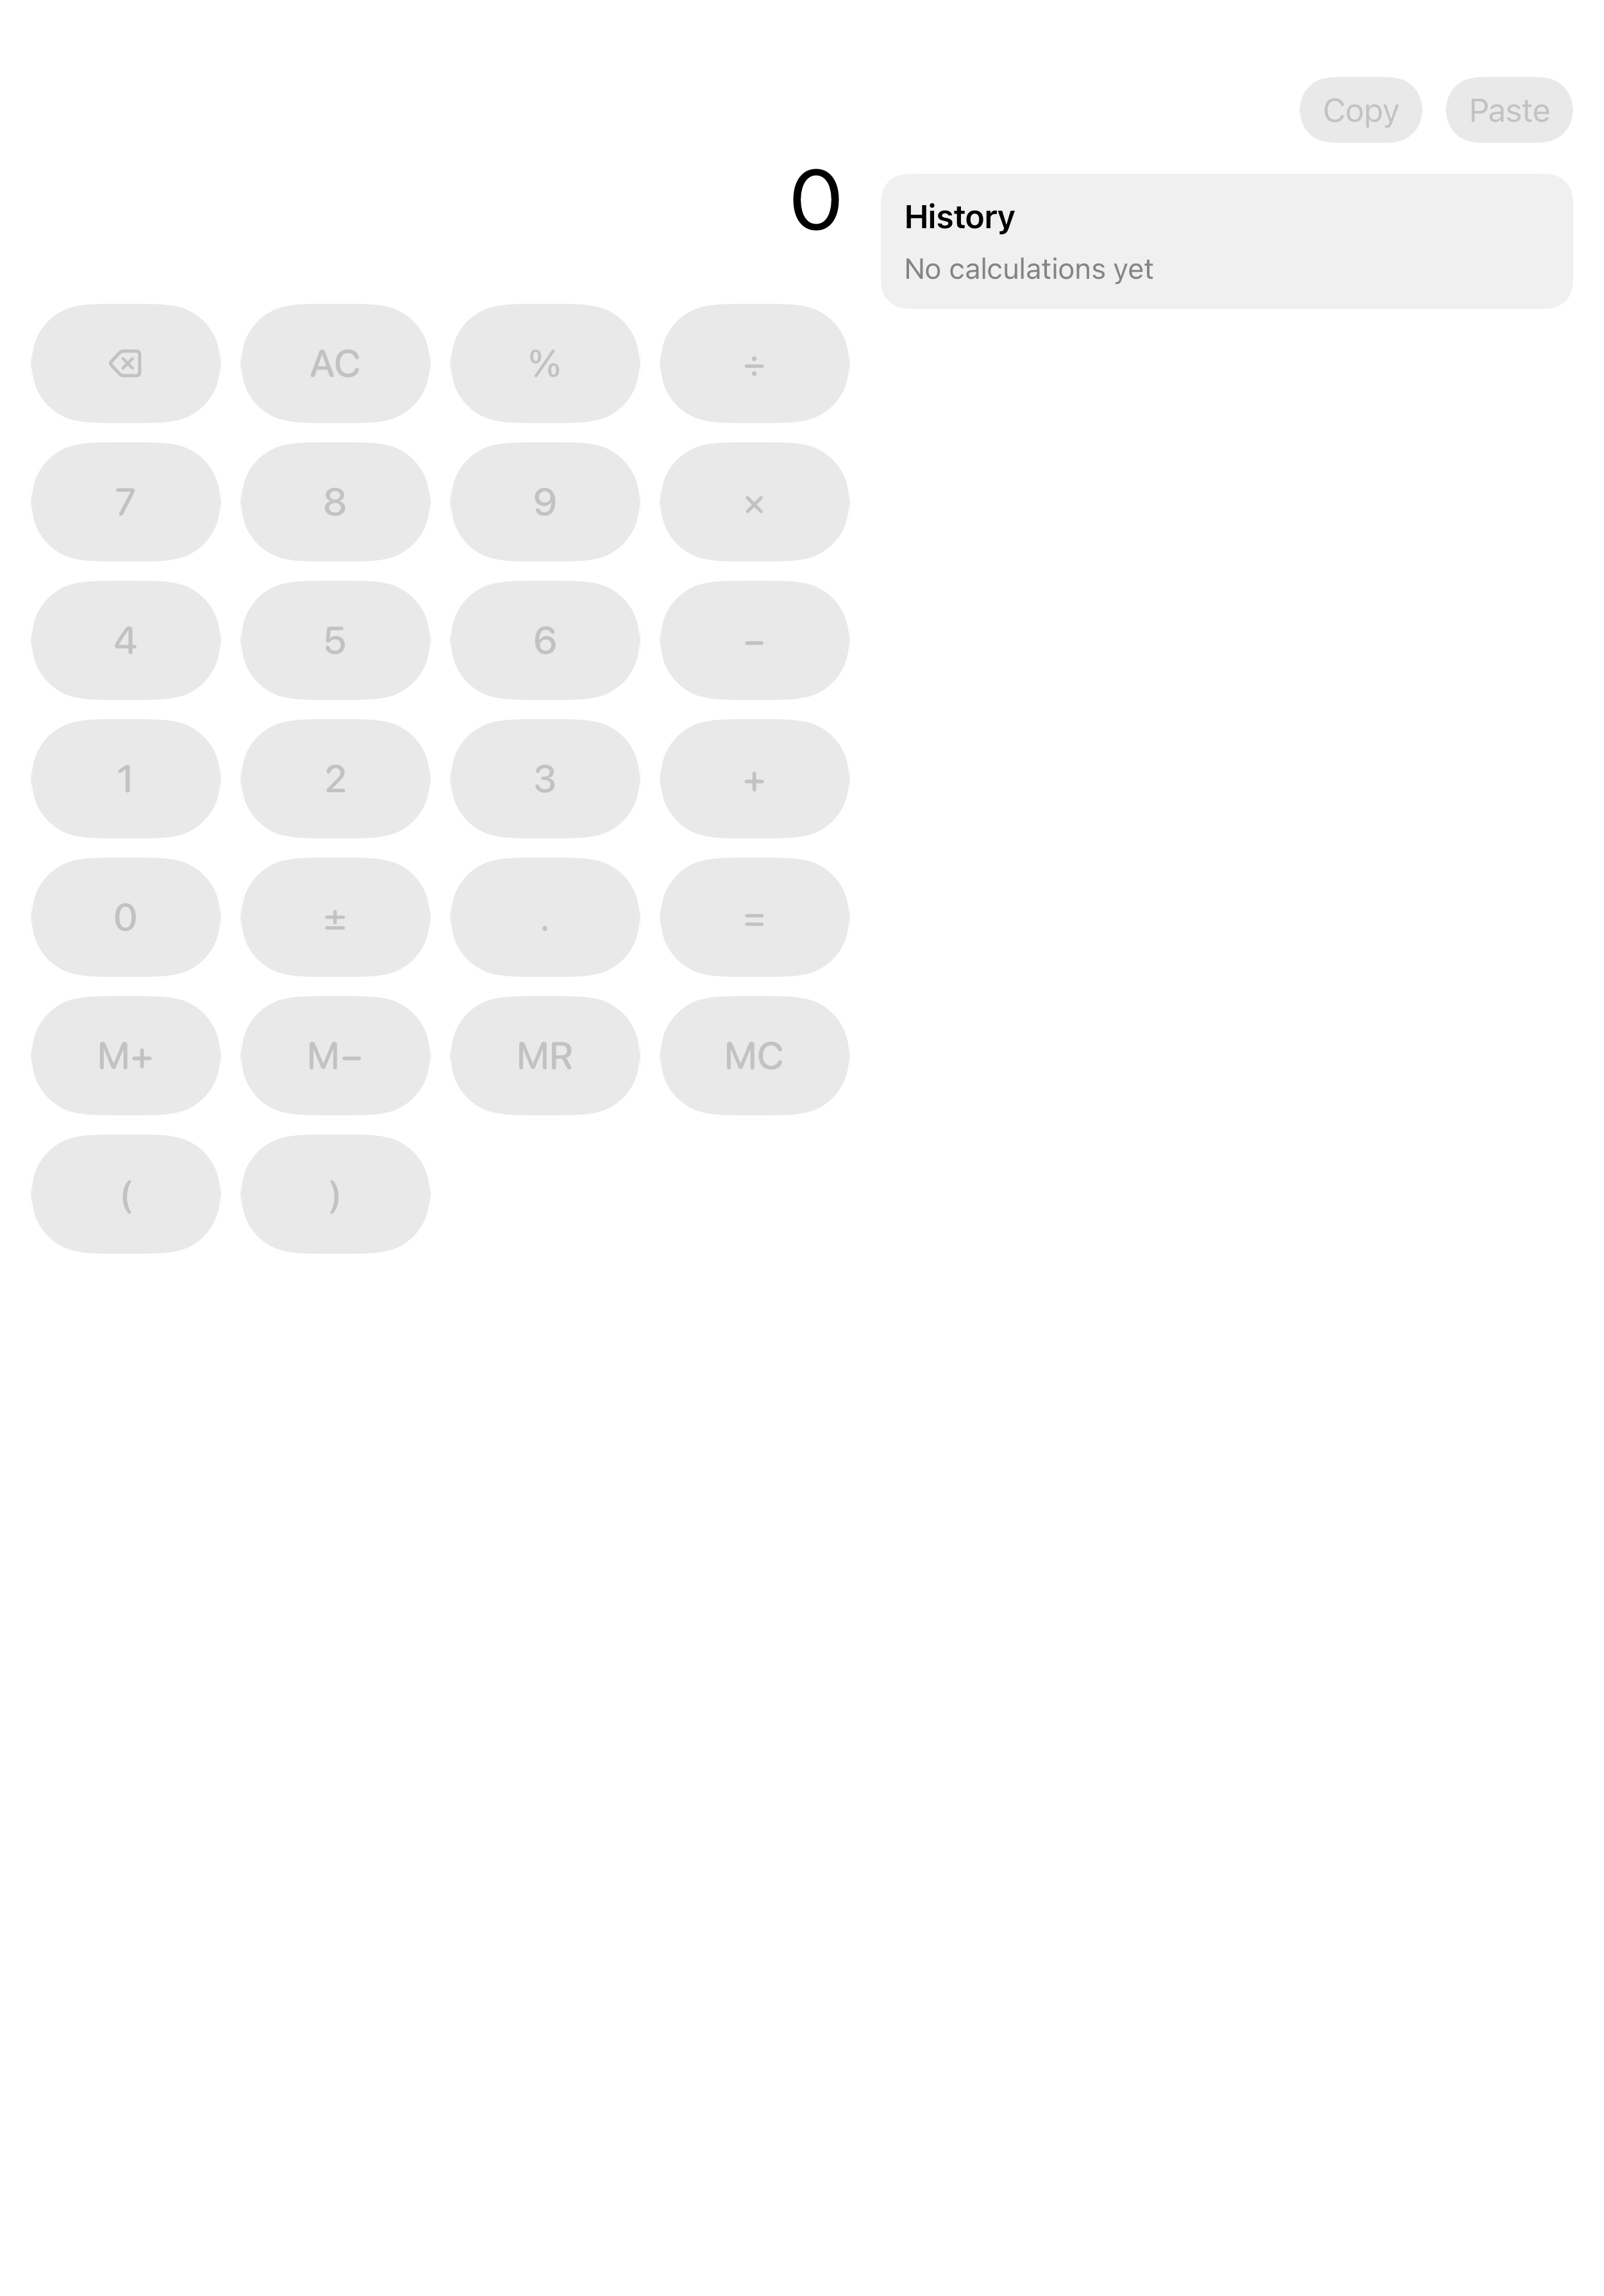 Copy Paste
0
History
No calculations yet
AC % ÷
7 8 9 ×
4 5 6 −
1 2 3 +
0 ± . =
M+ M− MR MC
( )